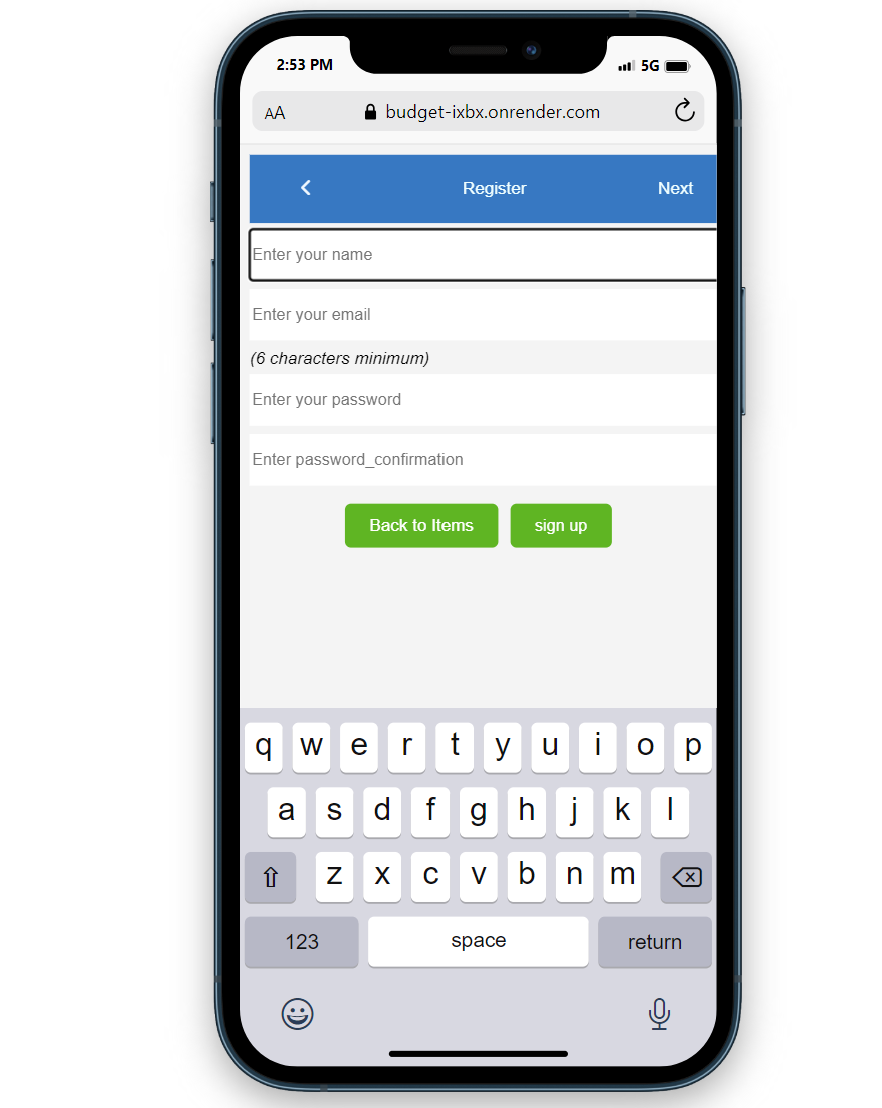 2:53 PM 5G
AA budget-ixbx.onrender.com
Register Next
Enter your name
Enter your email
(6 characters minimum)
Enter your password
Enter password_confirmation
Back to Items sign up
q w e r t y u i o p
a s d f g h j k l
z x c v b n m
123 space return